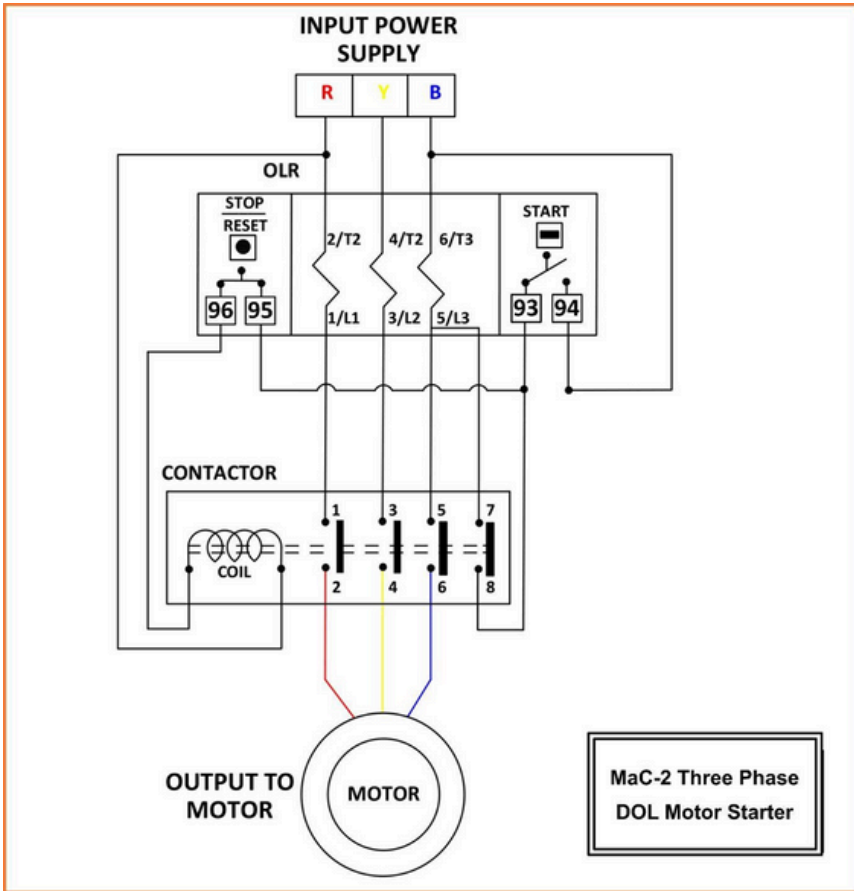 INPUT POWER
SUPPLY
R Y B
OLR
STOP
RESET
START
2/T2 4/T2 6/T3
96 95
93 94
1/L1 3/L2 5/L3
CONTACTOR
1 3 5 7
COIL
2 4 6 8
OUTPUT TO
MOTOR
MOTOR
MaC-2 Three Phase
DOL Motor Starter